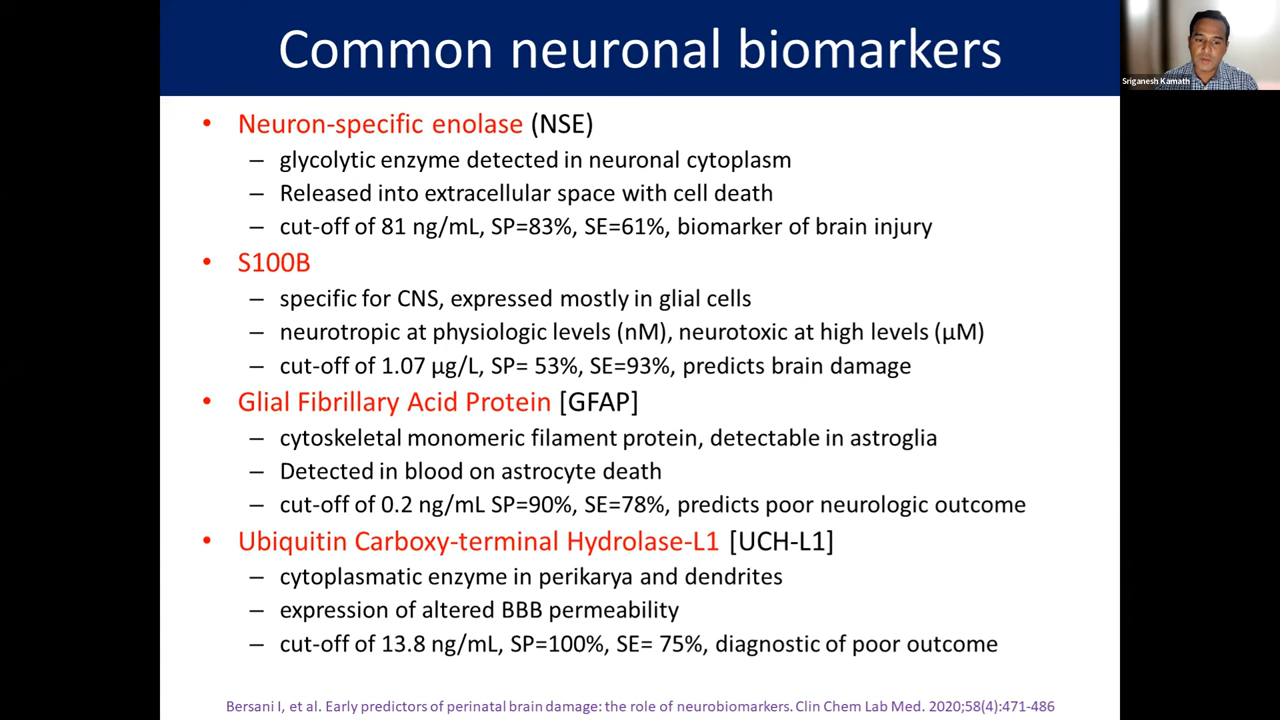 Common neuronal biomarkers
Sriganesh Kamath
• Neuron-specific enolase (NSE)
– glycolytic enzyme detected in neuronal cytoplasm
– Released into extracellular space with cell death
– cut-off of 81 ng/mL, SP=83%, SE=61%, biomarker of brain injury
• S100B
– specific for CNS, expressed mostly in glial cells
– neurotropic at physiologic levels (nM), neurotoxic at high levels (µM)
– cut-off of 1.07 µg/L, SP= 53%, SE=93%, predicts brain damage
• Glial Fibrillary Acid Protein [GFAP]
– cytoskeletal monomeric filament protein, detectable in astroglia
– Detected in blood on astrocyte death
– cut-off of 0.2 ng/mL SP=90%, SE=78%, predicts poor neurologic outcome
• Ubiquitin Carboxy-terminal Hydrolase-L1 [UCH-L1]
– cytoplasmatic enzyme in perikarya and dendrites
– expression of altered BBB permeability
– cut-off of 13.8 ng/mL, SP=100%, SE= 75%, diagnostic of poor outcome
Bersani I, et al. Early predictors of perinatal brain damage: the role of neurobiomarkers. Clin Chem Lab Med. 2020;58(4):471-486